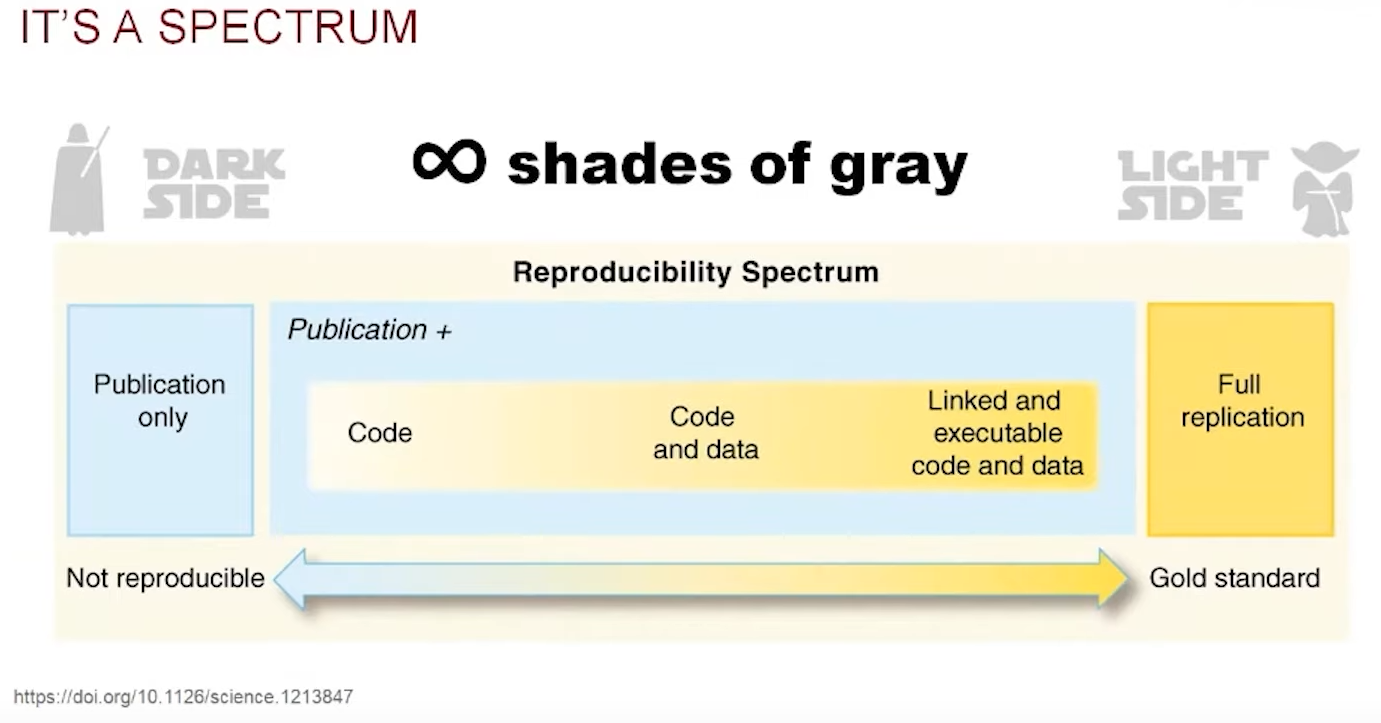 IT'S A SPECTRUM
DARK
SIDE
∞ shades of gray
LIGHT
SIDE
Reproducibility Spectrum
Publication
only
Publication +
Code
Code
and data
Linked and
executable
code and data
Full
replication
Not reproducible
Gold standard
https://doi.org/10.1126/science.1213847